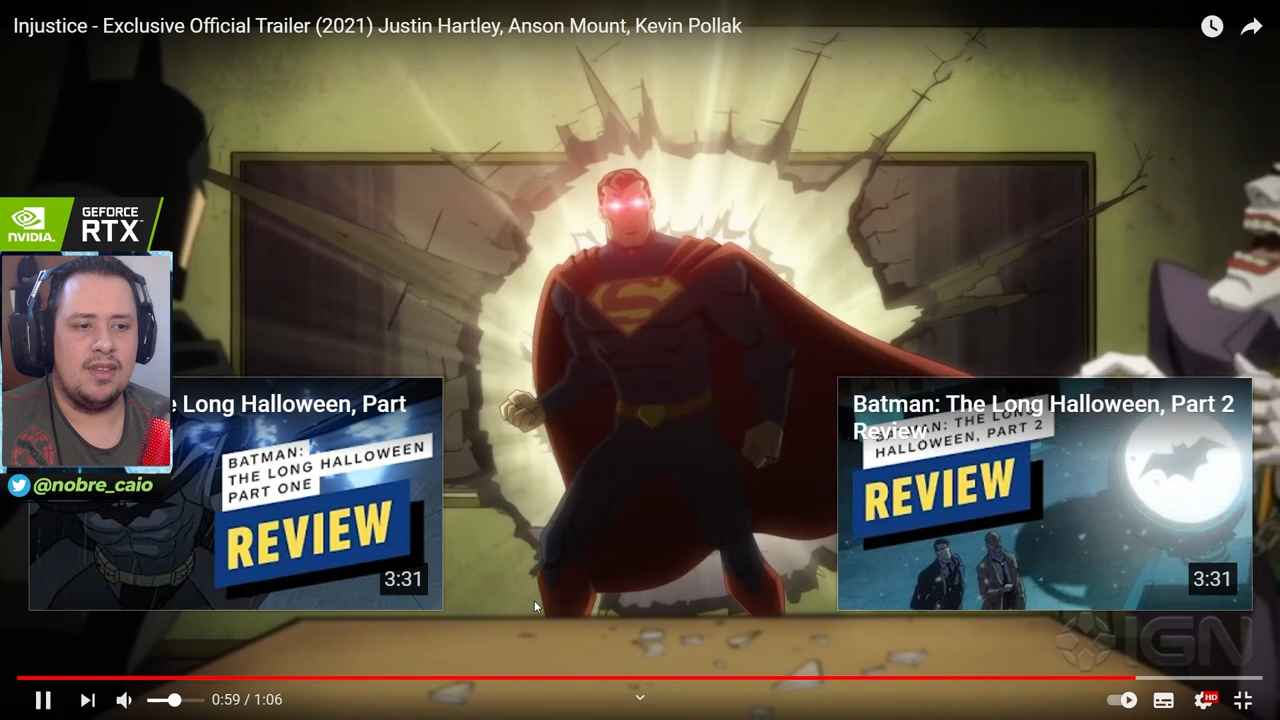 Injustice - Exclusive Official Trailer (2021) Justin Hartley, Anson Mount, Kevin Pollak
NVIDIA.
GEFORCE
RTX
@nobre_caio
e Long Halloween, Part
BATMAN:
THE LONG HALLOWEEN
PART ONE
REVIEW
3:31
Batman: The Long Halloween, Part 2
Review
BATMAN: THE LONG
HALLOWEEN, PART 2
REVIEW
3:31
IGN
0:59 / 1:06
HD